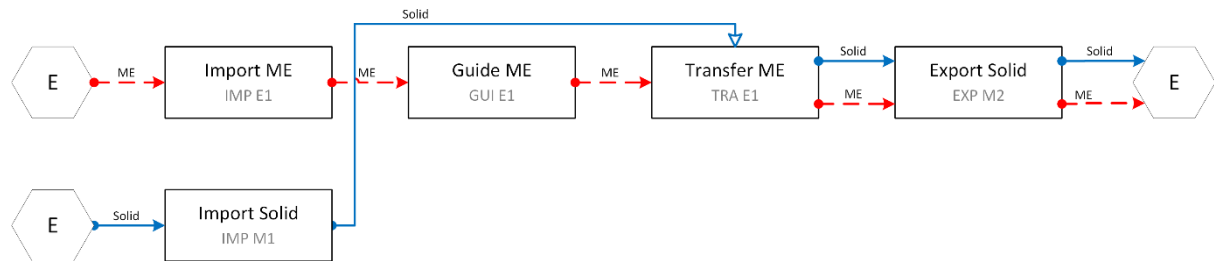 Solid
E
ME
Import ME
IMP E1
ME
Guide ME
GUI E1
ME
Transfer ME
TRA E1
Solid
ME
Export Solid
EXP M2
Solid
ME
E
E
Solid
Import Solid
IMP M1